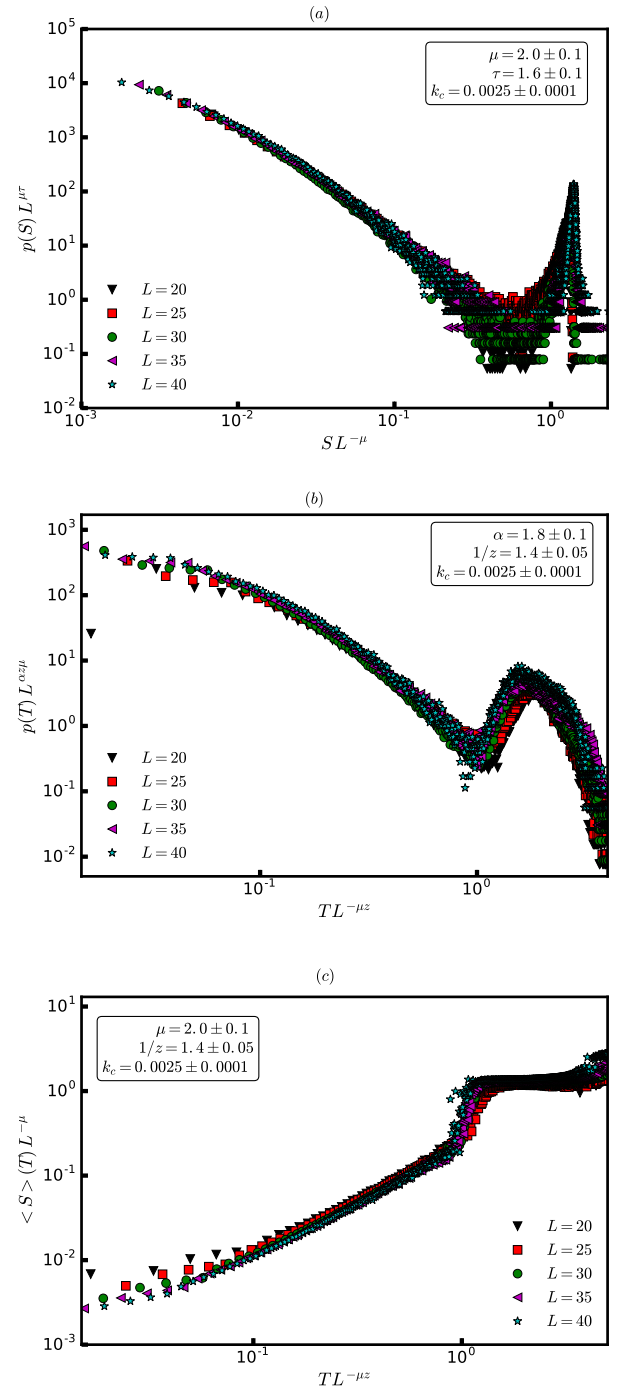 (a)
10^5
10^4
10^3
10^2
10^1
10^0
10^-1
10^-2
p(S) L^{μτ}
μ = 2.0 ± 0.1
τ = 1.6 ± 0.1
k_c = 0.0025 ± 0.0001
L = 20
L = 25
L = 30
L = 35
L = 40
10^-3 10^-2 10^-1 10^0
S L^{-μ}
(b)
10^3
10^2
10^1
10^0
10^-1
10^-2
p(T) L^{αzμ}
α = 1.8 ± 0.1
1/z = 1.4 ± 0.05
k_c = 0.0025 ± 0.0001
L = 20
L = 25
L = 30
L = 35
L = 40
10^-1 10^0
T L^{-μz}
(c)
10^1
10^0
10^-1
10^-2
10^-3
< S > (T) L^{-μ}
μ = 2.0 ± 0.1
1/z = 1.4 ± 0.05
k_c = 0.0025 ± 0.0001
L = 20
L = 25
L = 30
L = 35
L = 40
10^-1 10^0
T L^{-μz}